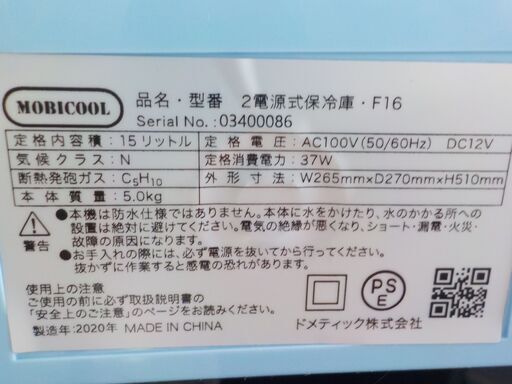 MOBICOOL
品名・型番 2電源式保冷庫・F16
Serial No.: 03400086
定格内容積：15リットル 定格電圧：AC100V(50/60Hz) DC12V
気候クラス：N 定格消費電力：37W
断熱発砲ガス：C₅H₁₀ 外形寸法：W265mm×D270mm×H510mm
本体質量：5.0kg
警告
●本機は防水仕様ではありません。本体に水をかけたり、水のかかる所への
設置は絶対に避けてください。電気の絶縁が悪くなり、ショート・漏電・火災・
故障の原因になります。
●お手入れの際には、必ず電源を抜いてから行ってください。
抜かずに作業すると感電の恐れがあります。
使用上の注意
ご使用の前に必ず取扱説明書の
「安全上のご注意」のページをお読みください。
製造年：2020年 MADE IN CHINA
PS
E
ドメティック株式会社